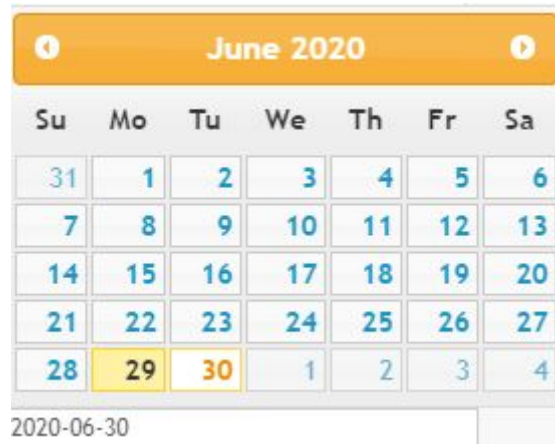 June 2020
Su Mo Tu We Th Fr Sa
31 1 2 3 4 5 6
7 8 9 10 11 12 13
14 15 16 17 18 19 20
21 22 23 24 25 26 27
28 29 30 1 2 3 4
2020-06-30